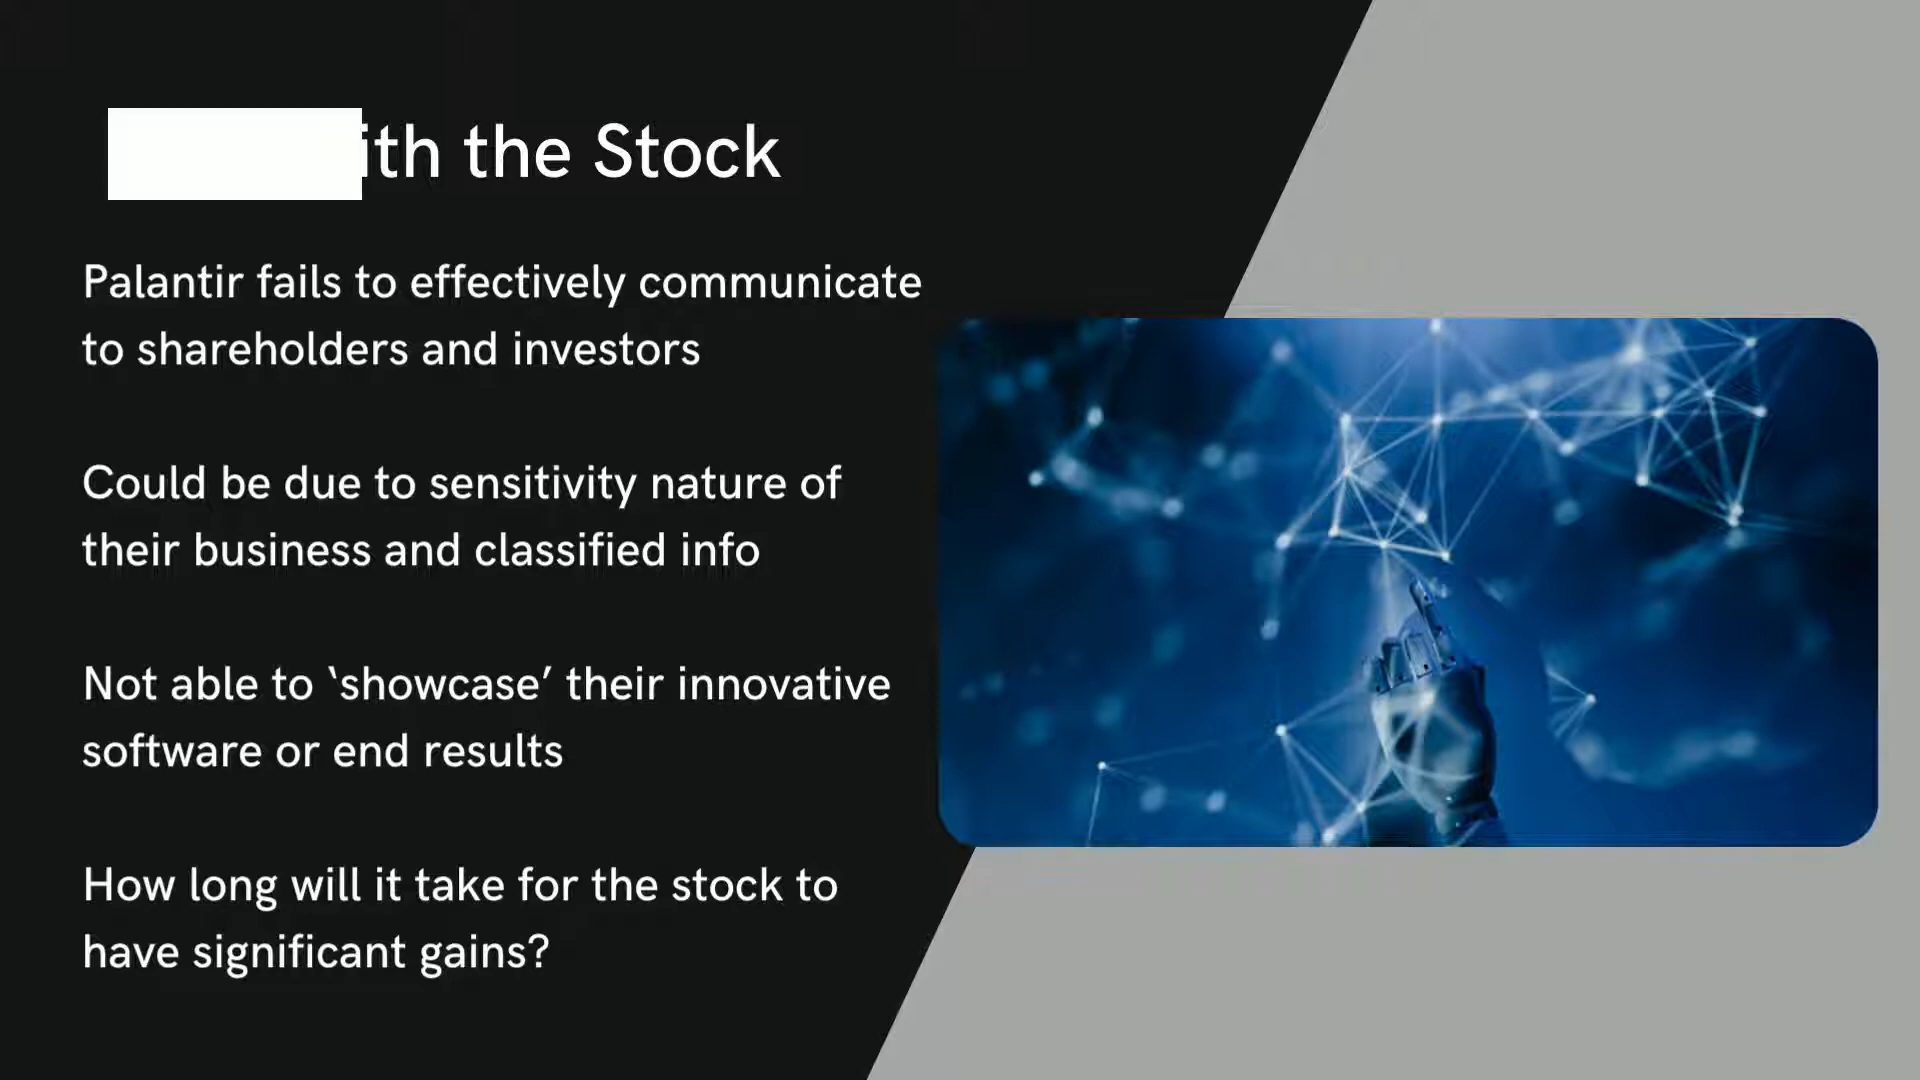 ith the Stock
Palantir fails to effectively communicate
to shareholders and investors
Could be due to sensitivity nature of
their business and classified info
Not able to ‘showcase’ their innovative
software or end results
How long will it take for the stock to
have significant gains?